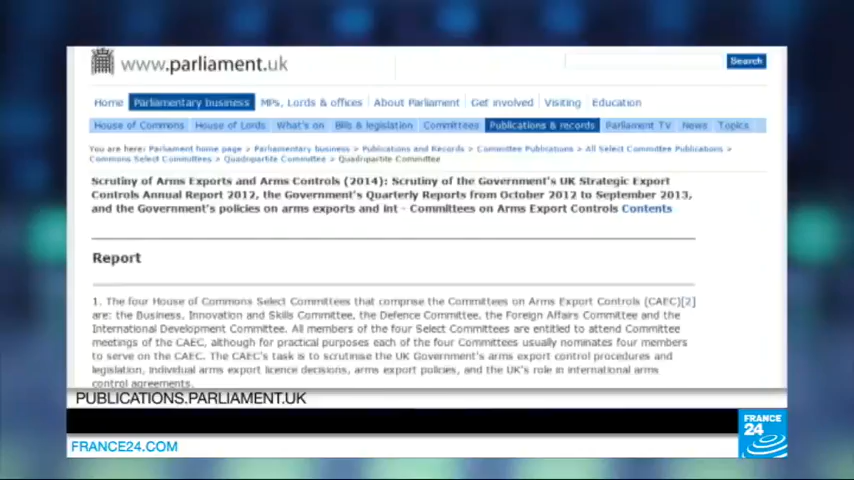 www.parliament.uk
Search
Home Parliamentary business MPs, Lords & offices About Parliament Get involved Visiting Education
House of Commons House of Lords What's on Bills & legislation Committees Publications & records Parliament TV News Topics
You are here: Parliament home page > Parliamentary business > Publications and Records > Committee Publications > All Select Committee Publications >
Commons Select Committees > Quadripartite Committee > Quadripartite Committee
Scrutiny of Arms Exports and Arms Controls (2014): Scrutiny of the Government's UK Strategic Export
Controls Annual Report 2012, the Government's Quarterly Reports from October 2012 to September 2013,
and the Government's policies on arms exports and int - Committees on Arms Export Controls Contents
Report
1. The four House of Commons Select Committees that comprise the Committees on Arms Export Controls (CAEC)[2]
are: the Business, Innovation and Skills Committee, the Defence Committee, the Foreign Affairs Committee and the
International Development Committee. All members of the four Select Committees are entitled to attend Committee
meetings of the CAEC, although for practical purposes each of the four Committees usually nominates four members
to serve on the CAEC. The CAEC's task is to scrutinise the UK Government's arms export control procedures and
legislation, individual arms export licence decisions, arms export policies, and the UK's role in international arms
control agreements.
PUBLICATIONS.PARLIAMENT.UK
FRANCE24.COM
FRANCE
24